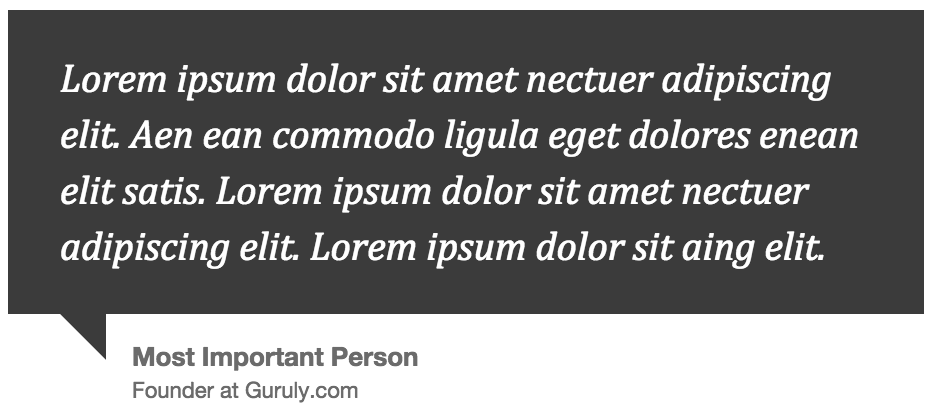 Lorem ipsum dolor sit amet nectuer adipiscing
elit. Aen ean commodo ligula eget dolores enean
elit satis. Lorem ipsum dolor sit amet nectuer
adipiscing elit. Lorem ipsum dolor sit aing elit.
Most Important Person
Founder at Guruly.com